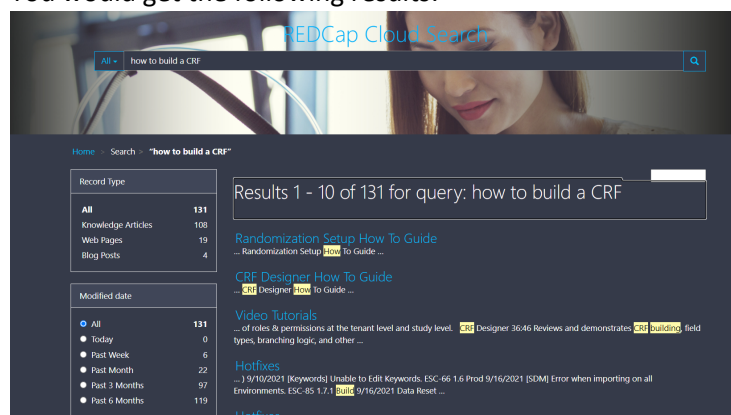 You would get the following results:
REDCap Cloud Search
All
how to build a CRF
Home > Search > "how to build a CRF"
Record Type
All 131
Knowledge Articles 108
Web Pages 19
Blog Posts 4
Modified date
All 131
Today 0
Past Week 6
Past Month 22
Past 3 Months 97
Past 6 Months 119
Results 1 - 10 of 131 for query: how to build a CRF
Randomization Setup How To Guide
... Randomization Setup How To Guide ...
CRF Designer How To Guide
... CRF Designer How To Guide ...
Video Tutorials
... of roles & permissions at the tenant level and study level. CRF Designer 36:46 Reviews and demonstrates CRF building, field
types, branching logic, and other ...
Hotfixes
... ) 9/10/2021 [Keywords] Unable to Edit Keywords. ESC-66 1.6 Prod 9/16/2021 [SDM] Error when importing on all
Environments. ESC-85 1.7.1 Build 9/16/2021 Data Reset ...
Hotfixes